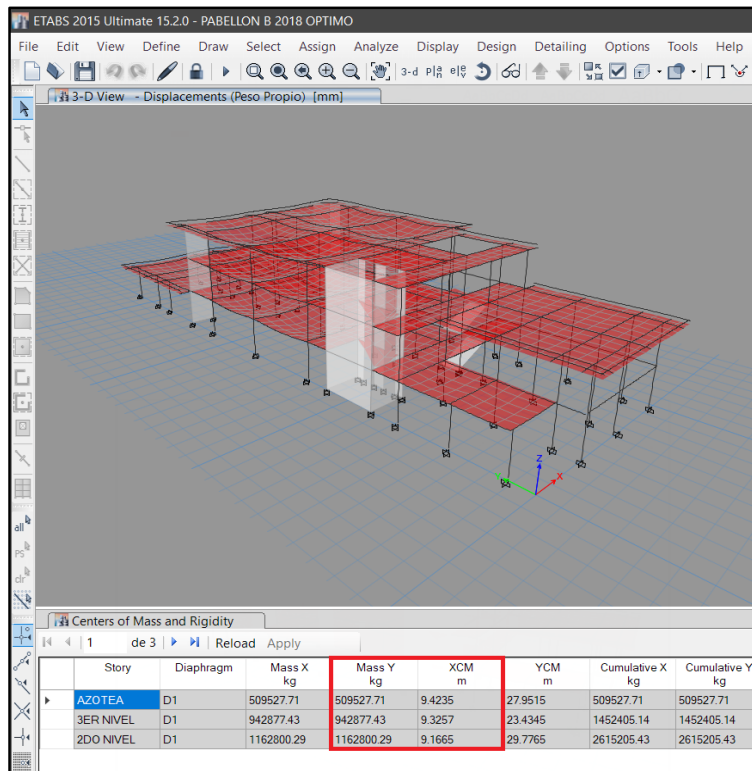 ETABS 2015 Ultimate 15.2.0 - PABELLON B 2018 OPTIMO
File Edit View Define Draw Select Assign Analyze Display Design Detailing Options Tools Help
3-d
3-D View - Displacements (Peso Propio) [mm]
Z
X
all
PS
clr
Centers of Mass and Rigidity
1 de 3 Reload Apply
Story Diaphragm Mass X Mass Y XCM YCM Cumulative X Cumulative Y
kg kg m m kg kg
AZOTEA D1 509527.71 509527.71 9.4235 27.9515 509527.71 509527.71
3ER NIVEL D1 942877.43 942877.43 9.3257 23.4345 1452405.14 1452405.14
2DO NIVEL D1 1162800.29 1162800.29 9.1665 29.7765 2615205.43 2615205.43